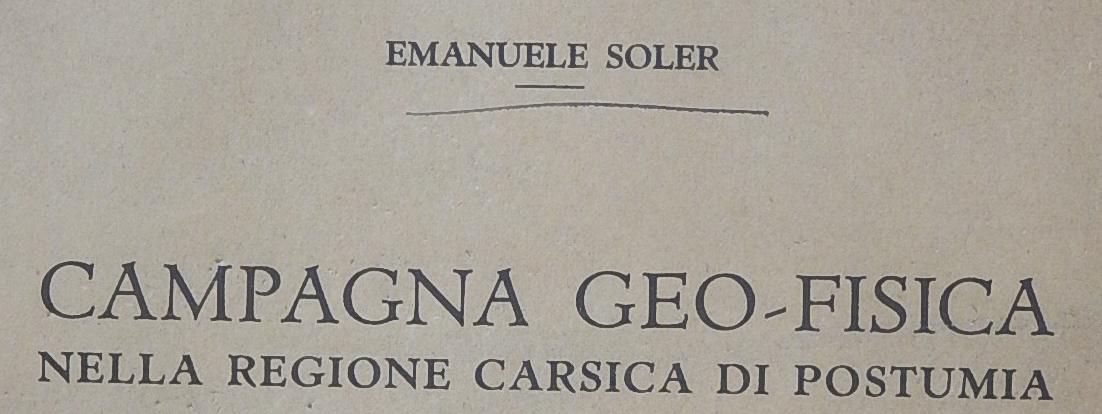 EMANUELE SOLER
CAMPAGNA GEO-FISICA
NELLA REGIONE CARSICA DI POSTUMIA